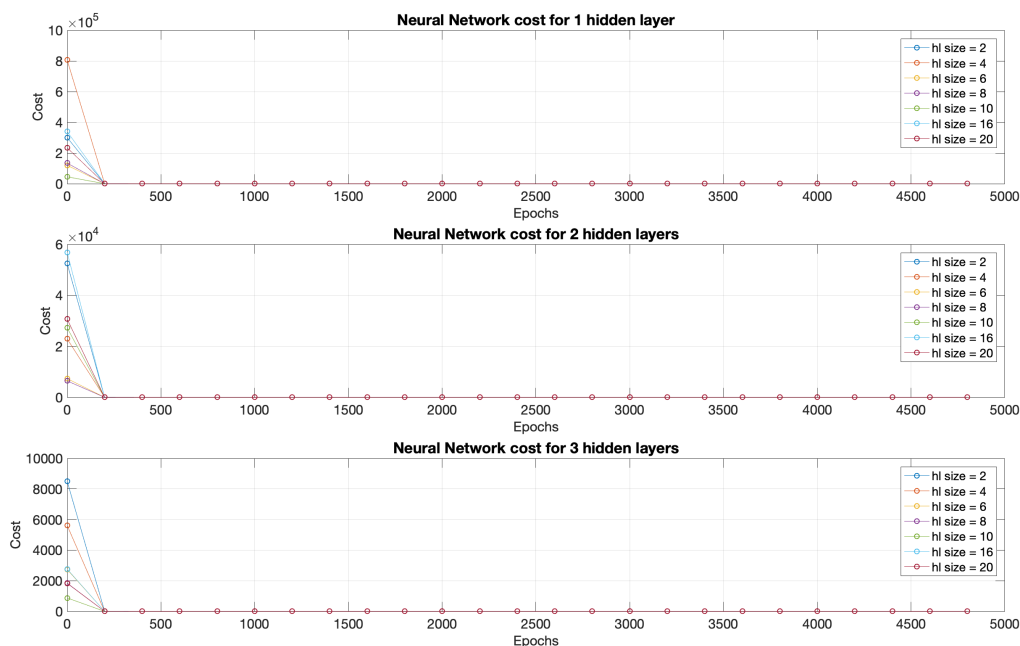 Neural Network cost for 1 hidden layer
×10^5
10
8
6
4
2
0
Cost
0 500 1000 1500 2000 2500 3000 3500 4000 4500 5000
Epochs
hl size = 2
hl size = 4
hl size = 6
hl size = 8
hl size = 10
hl size = 16
hl size = 20
Neural Network cost for 2 hidden layers
×10^4
6
4
2
0
Cost
0 500 1000 1500 2000 2500 3000 3500 4000 4500 5000
Epochs
hl size = 2
hl size = 4
hl size = 6
hl size = 8
hl size = 10
hl size = 16
hl size = 20
Neural Network cost for 3 hidden layers
10000
8000
6000
4000
2000
0
Cost
0 500 1000 1500 2000 2500 3000 3500 4000 4500 5000
Epochs
hl size = 2
hl size = 4
hl size = 6
hl size = 8
hl size = 10
hl size = 16
hl size = 20